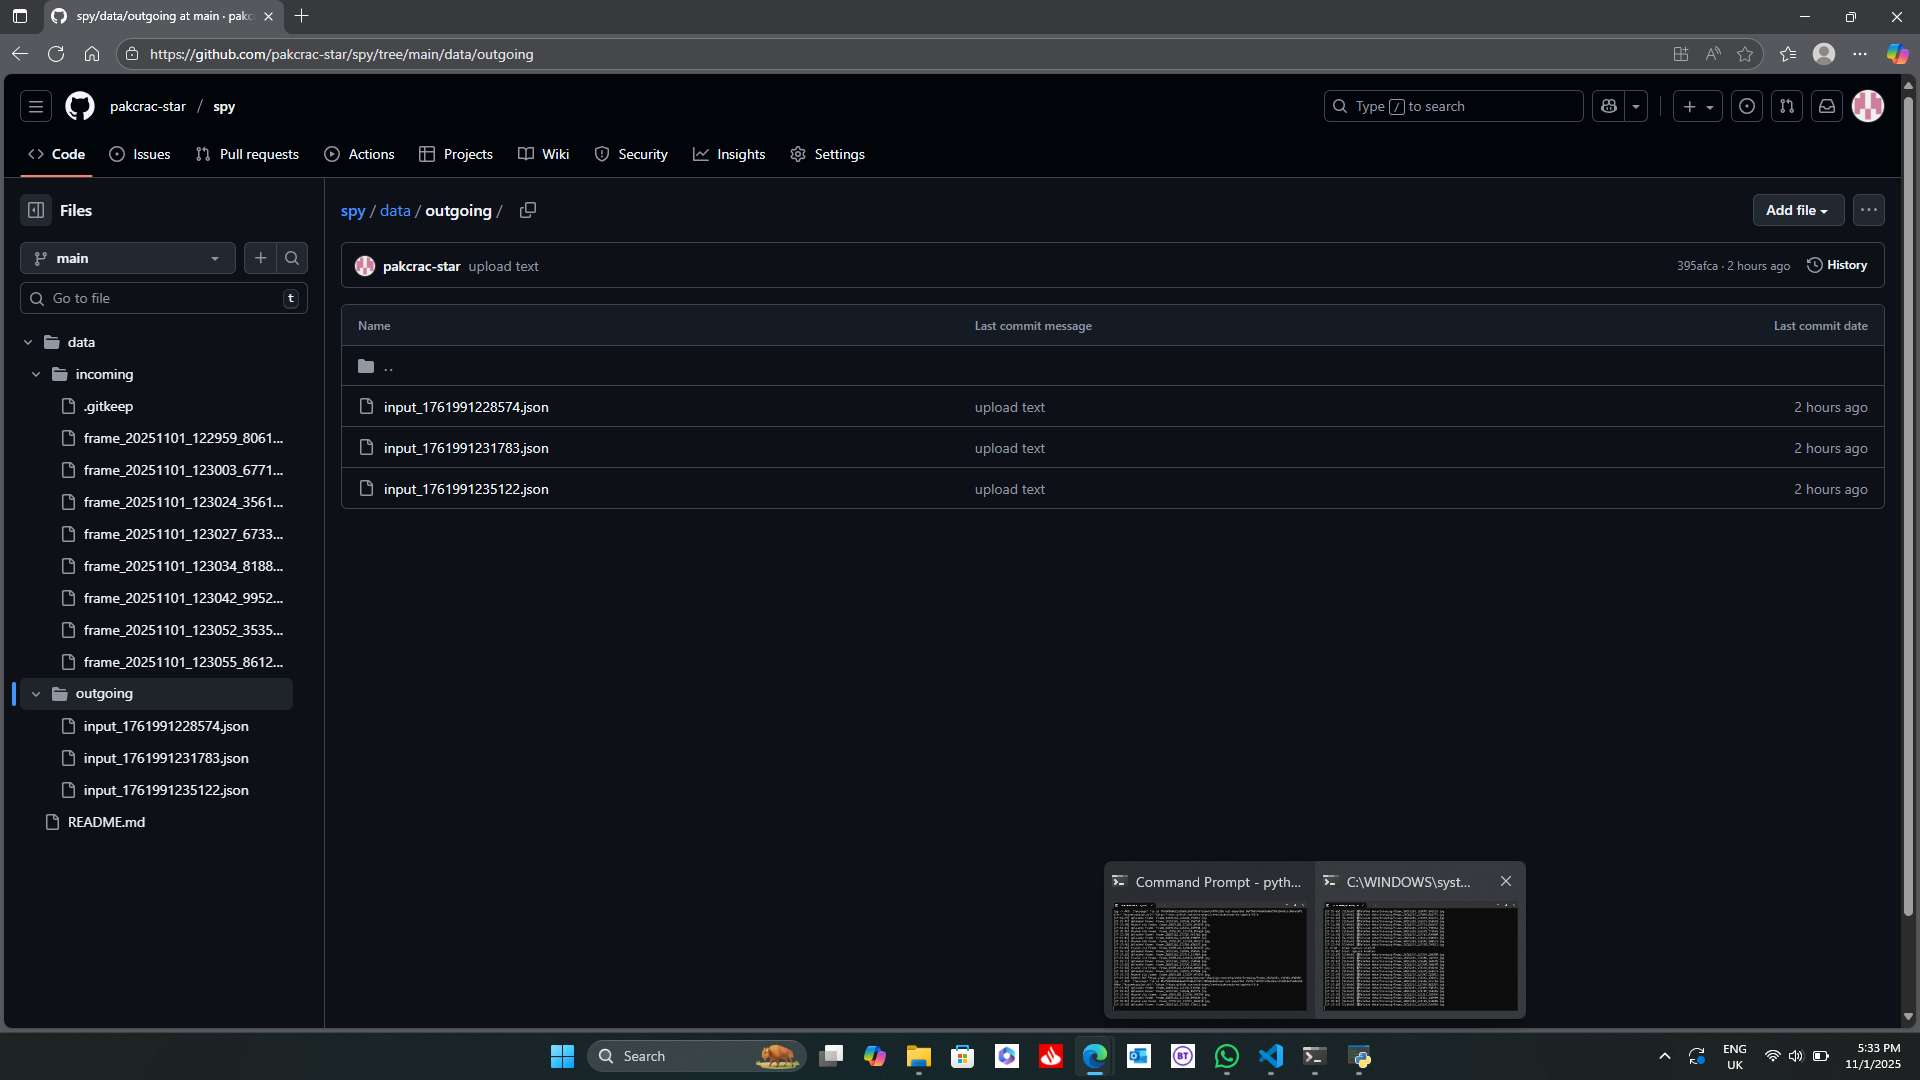 spy/data/outgoing at main · pakc
https://github.com/pakcrac-star/spy/tree/main/data/outgoing
pakcrac-star / spy
Type / to search
Code
Issues
Pull requests
Actions
Projects
Wiki
Security
Insights
Settings
Files
main
Go to file
t
data
incoming
.gitkeep
frame_20251101_122959_8061...
frame_20251101_123003_6771...
frame_20251101_123024_3561...
frame_20251101_123027_6733...
frame_20251101_123034_8188...
frame_20251101_123042_9952...
frame_20251101_123052_3535...
frame_20251101_123055_8612...
outgoing
input_1761991228574.json
input_1761991231783.json
input_1761991235122.json
README.md
spy / data / outgoing /
Add file
pakcrac-star upload text
395afca · 2 hours ago
History
Name Last commit message Last commit date
..
input_1761991228574.json upload text 2 hours ago
input_1761991231783.json upload text 2 hours ago
input_1761991235122.json upload text 2 hours ago
Command Prompt - pyth...
C:\WINDOWS\syst...
Search
BT
ENG
UK
5:33 PM
11/1/2025